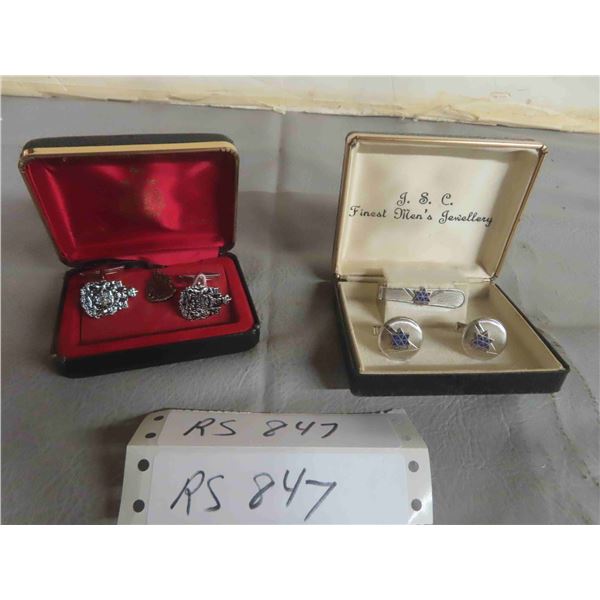 J. S. C.
Finest Men's Jewellery
RS 847
RS 847